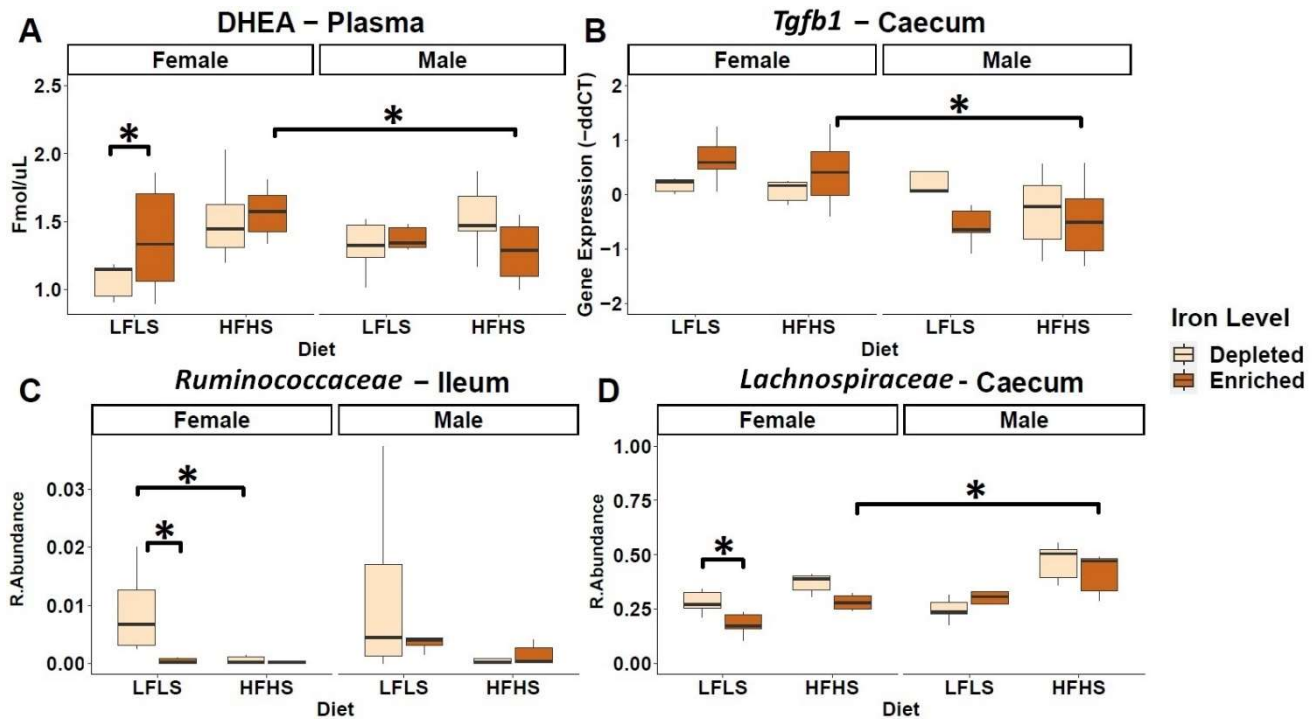 A
DHEA – Plasma
Female
Male
Fmol/uL
2.5
2.0
1.5
1.0
LFLS
HFHS
LFLS
HFHS
Diet
*
*
B
Tgfb1 – Caecum
Female
Male
Gene Expression (−ddCT)
2
1
0
−1
−2
LFLS
HFHS
LFLS
HFHS
Diet
*
Iron Level
Depleted
Enriched
C
Ruminococcaceae – Ileum
Female
Male
R.Abundance
0.03
0.02
0.01
0.00
LFLS
HFHS
LFLS
HFHS
Diet
*
*
D
Lachnospiraceae - Caecum
Female
Male
R.Abundance
1.00
0.75
0.50
0.25
0.00
LFLS
HFHS
LFLS
HFHS
Diet
*
*